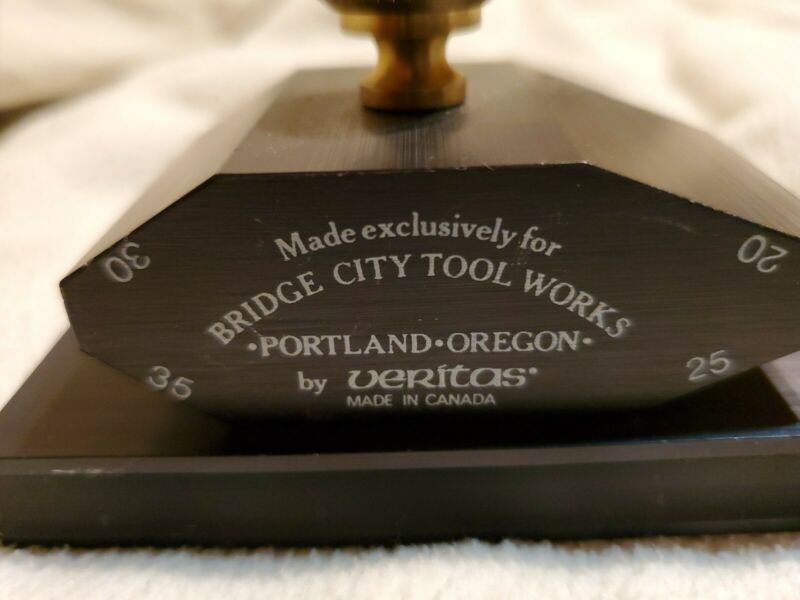 30
20
Made exclusively for
BRIDGE CITY TOOL WORKS
•PORTLAND•OREGON•
35
25
by veritas®
MADE IN CANADA